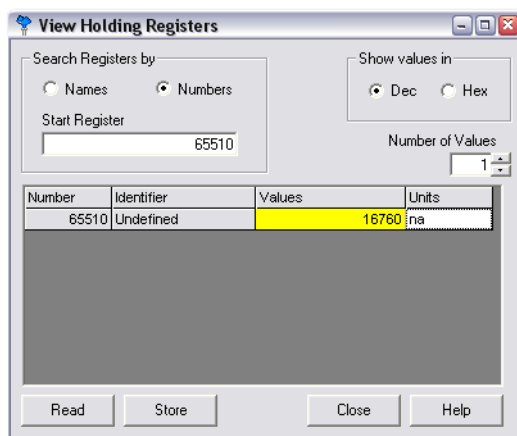 View Holding Registers
Search Registers by
Names Numbers
Start Register
65510
Show values in
Dec Hex
Number of Values
1
Number Identifier Values Units
65510 Undefined 16760 na
Read Store Close Help